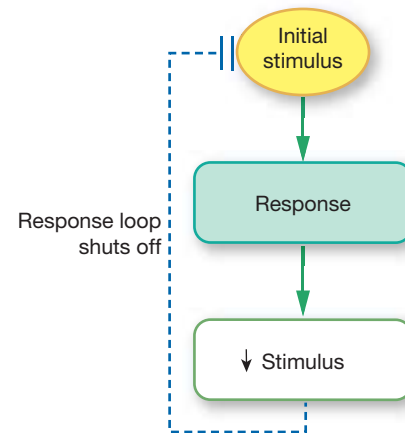 Initial
stimulus
Response
Response loop
shuts off
↓ Stimulus